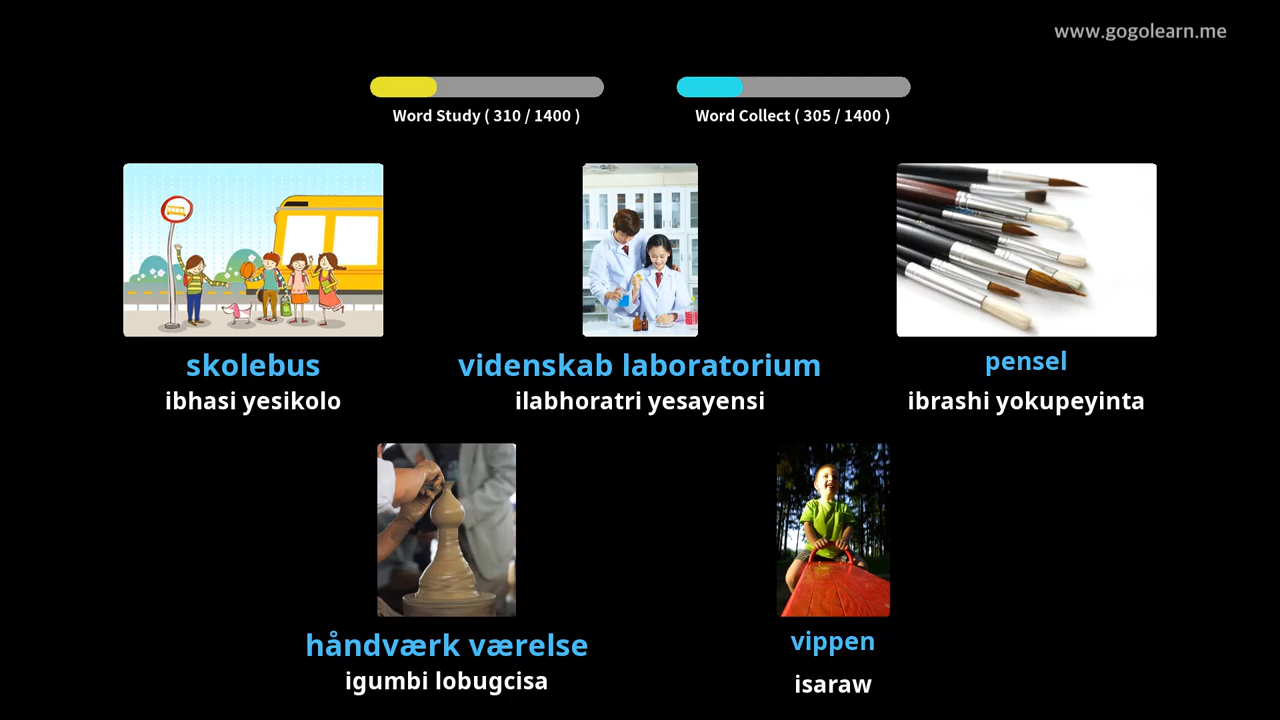 www.gogolearn.me
Word Study ( 310 / 1400 )
Word Collect ( 305 / 1400 )
skolebus
ibhasi yesikolo
videnskab laboratorium
ilabhoratri yesayensi
pensel
ibrashi yokupeyinta
håndværk værelse
igumbi lobugcisa
vippen
isaraw